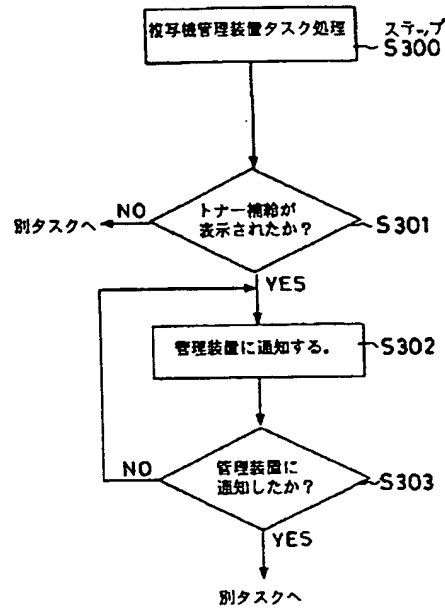 複写機管理装置タスク処理
ステップ
S300
トナー補給が
表示されたか？
S301
NO
別タスクへ
YES
管理装置に通知する。
S302
管理装置に
通知したか？
S303
NO
YES
別タスクへ